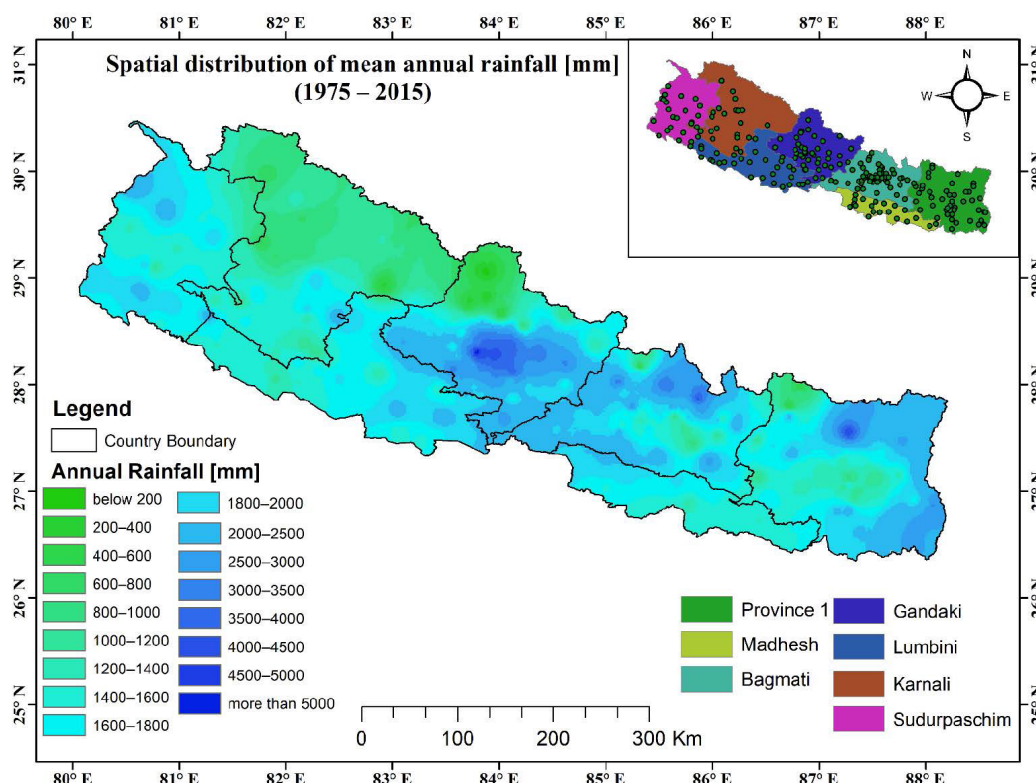 80° E 81° E 82° E 83° E 84° E 85° E 86° E 87° E 88° E
Spatial distribution of mean annual rainfall [mm]
(1975 – 2015)
N
W E
S
31° N
30° N
29° N
28° N
27° N
26° N
25° N
Legend
Country Boundary
Annual Rainfall [mm]
below 200
200–400
400–600
600–800
800–1000
1000–1200
1200–1400
1400–1600
1600–1800
1800–2000
2000–2500
2500–3000
3000–3500
3500–4000
4000–4500
4500–5000
more than 5000
0 100 200 300 Km
Province 1
Madhesh
Bagmati
Sudurpaschim
Gandaki
Lumbini
Karnali
27° N
26° N
25° N
80° E 81° E 82° E 83° E 84° E 85° E 86° E 87° E 88° E